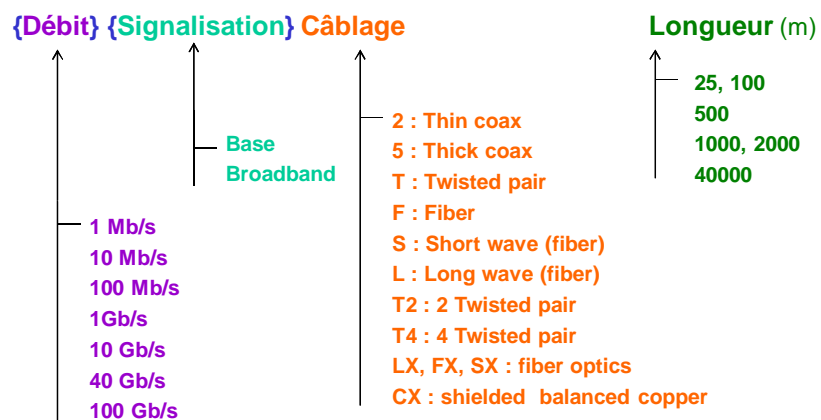 {Débit} {Signalisation} Câblage Longueur (m)
25, 100
500
1000, 2000
40000
2 : Thin coax
5 : Thick coax
T : Twisted pair
F : Fiber
S : Short wave (fiber)
L : Long wave (fiber)
T2 : 2 Twisted pair
T4 : 4 Twisted pair
LX, FX, SX : fiber optics
CX : shielded balanced copper
Base
Broadband
1 Mb/s
10 Mb/s
100 Mb/s
1Gb/s
10 Gb/s
40 Gb/s
100 Gb/s